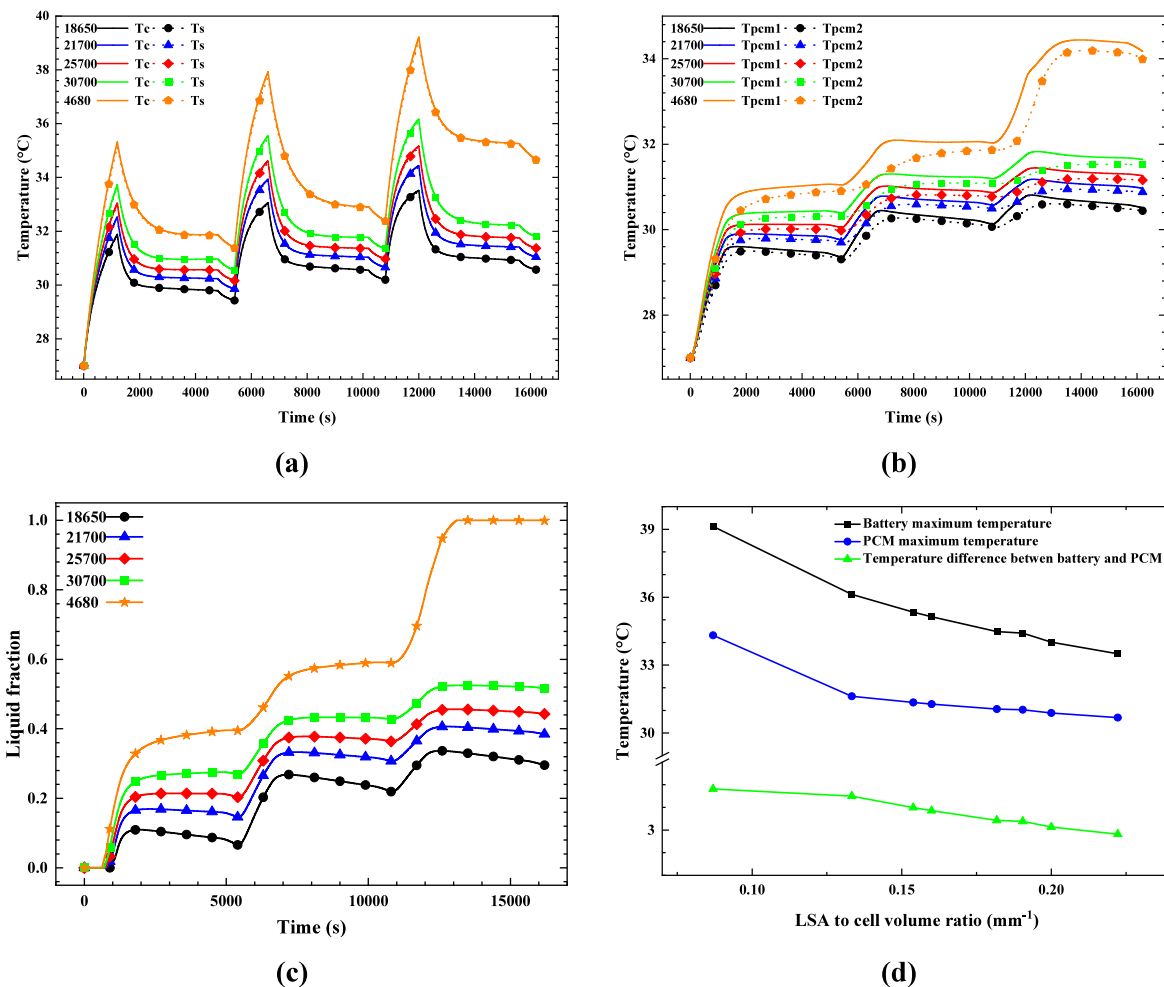 18650 Tc Ts
21700 Tc Ts
25700 Tc Ts
30700 Tc Ts
4680 Tc Ts
40
38
36
34
32
30
28
Temperature (°C)
0 2000 4000 6000 8000 10000 12000 14000 16000
Time (s)
(a)
18650 Tpcm1 Tpcm2
21700 Tpcm1 Tpcm2
25700 Tpcm1 Tpcm2
30700 Tpcm1 Tpcm2
4680 Tpcm1 Tpcm2
34
32
30
28
Temperature (°C)
0 2000 4000 6000 8000 10000 12000 14000 16000
Time (s)
(b)
18650
21700
25700
30700
4680
1.0
0.8
0.6
0.4
0.2
0.0
Liquid fraction
0 5000 10000 15000
Time (s)
(c)
Battery maximum temperature
PCM maximum temperature
Temperature difference betwen battery and PCM
39
36
33
30
3
Temperature (°C)
0.10 0.15 0.20
LSA to cell volume ratio (mm⁻¹)
(d)